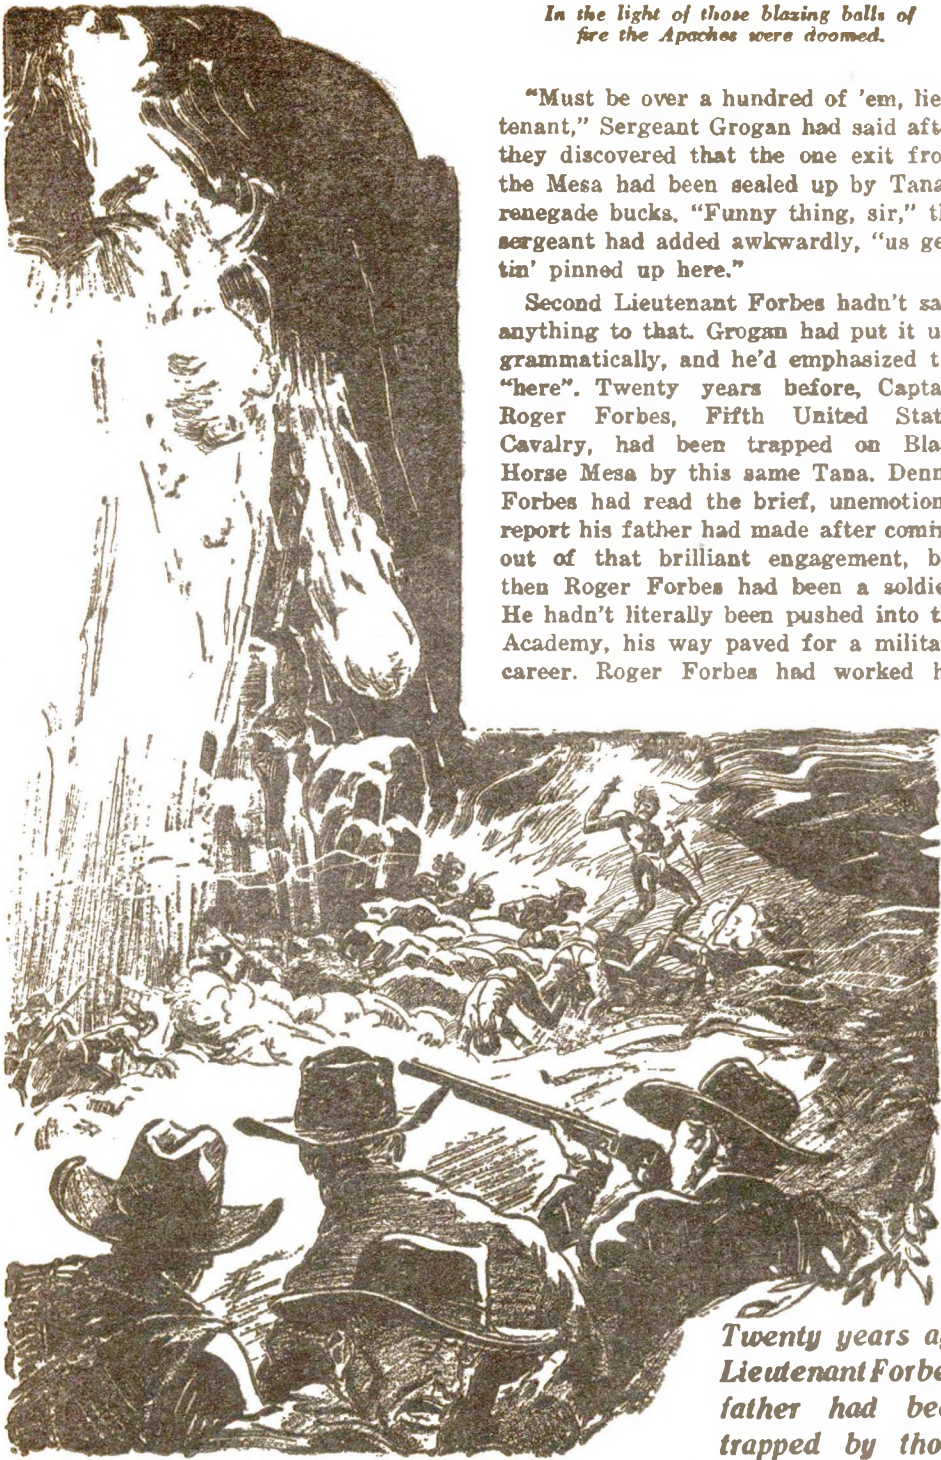 In the light of those blazing balls of
fire the Apaches were doomed.
"Must be over a hundred of 'em, lie
tenant," Sergeant Grogan had said aft
they discovered that the one exit fro
the Mesa had been sealed up by Tana
renegade bucks. "Funny thing, sir," th
sergeant had added awkwardly, "us ge
tin' pinned up here."
Second Lieutenant Forbes hadn't sa
anything to that. Grogan had put it u
grammatically, and he'd emphasized t
"here". Twenty years before, Capta
Roger Forbes, Fifth United Stat
Cavalry, had been trapped on Bla
Horse Mesa by this same Tana. Denn
Forbes had read the brief, unemotion
report his father had made after comin
out of that brilliant engagement, b
then Roger Forbes had been a soldie
He hadn't literally been pushed into t
Academy, his way paved for a milita
career. Roger Forbes had worked h
Twenty years a
Lieutenant Forbe
father had bee
trapped by tho